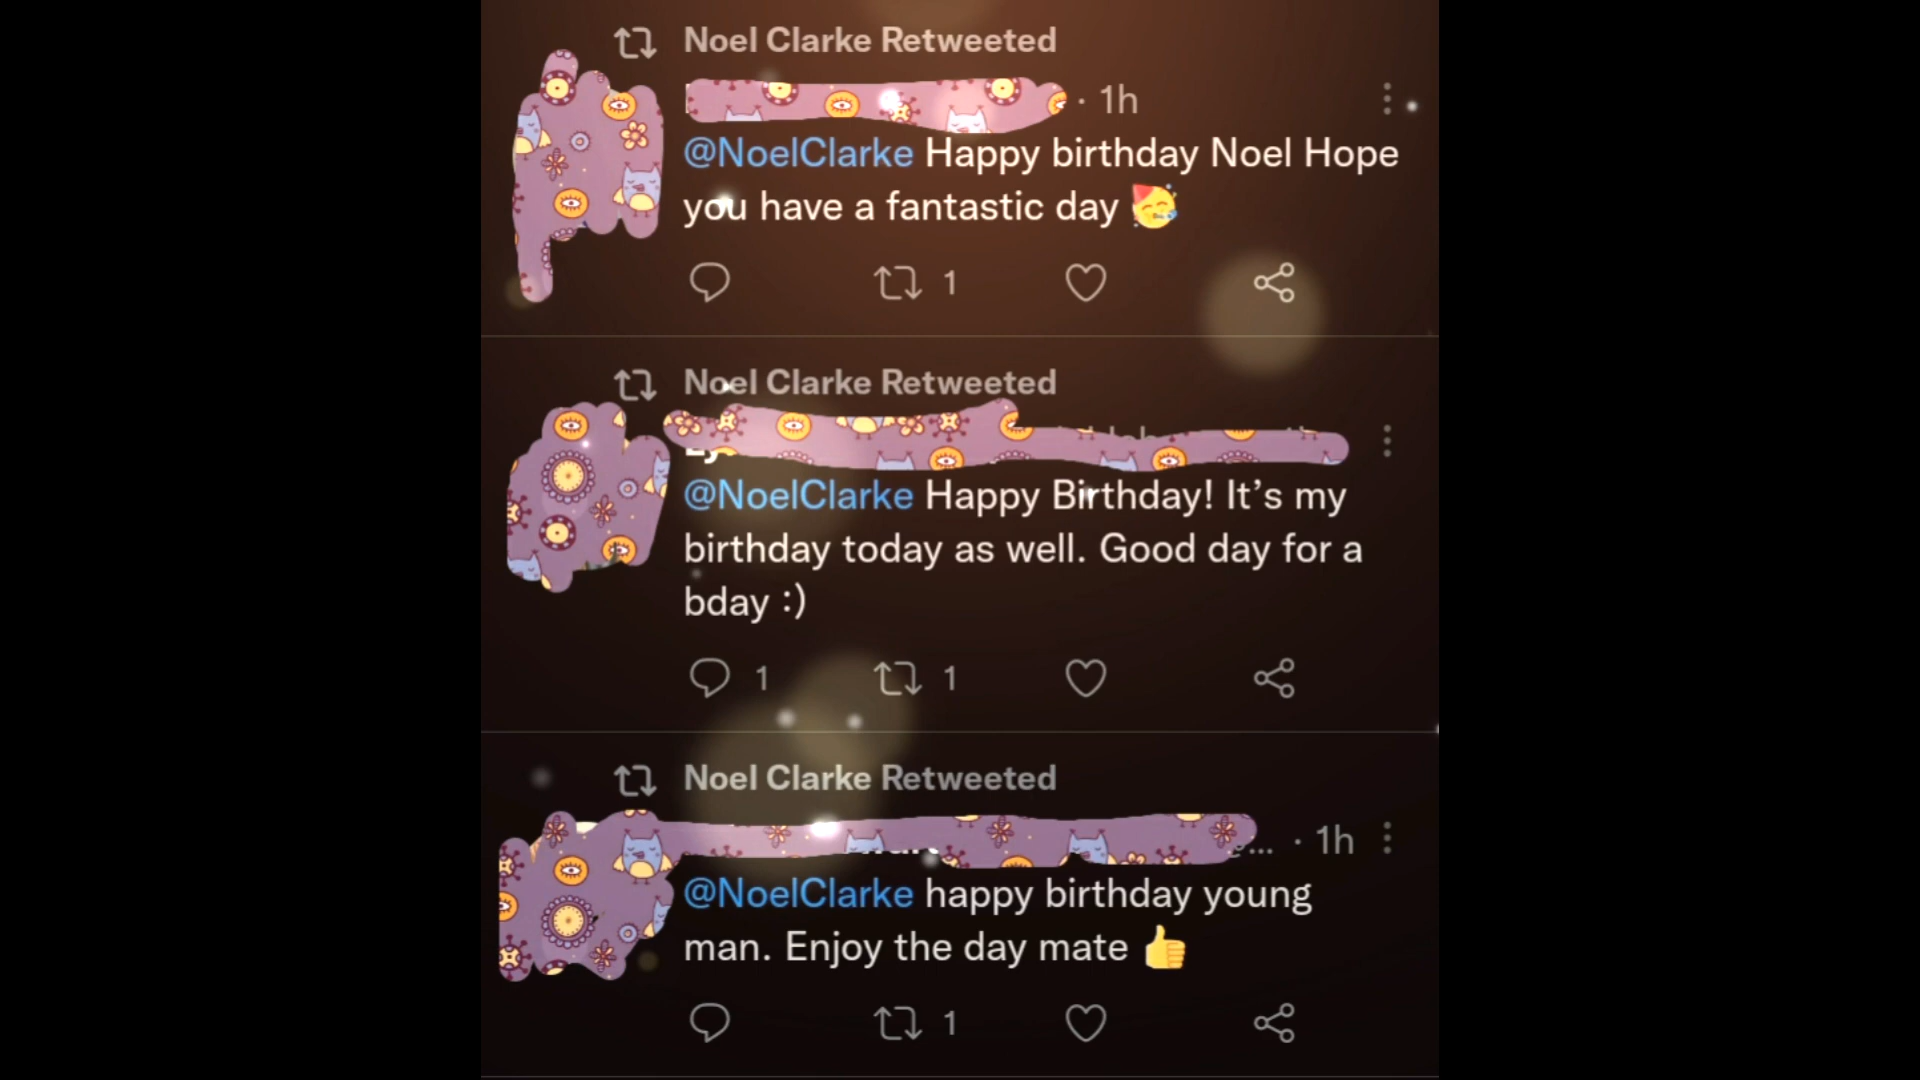 Noel Clarke Retweeted
· 1h
@NoelClarke Happy birthday Noel Hope
you have a fantastic day 🥳
1
Noel Clarke Retweeted
@NoelClarke Happy Birthday! It’s my
birthday today as well. Good day for a
bday :)
1 1
Noel Clarke Retweeted
... · 1h
@NoelClarke happy birthday young
man. Enjoy the day mate 👍
1